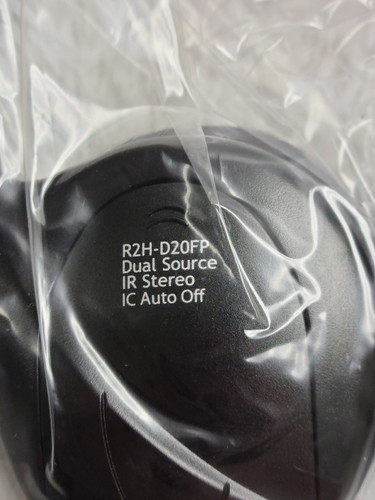 R2H-D20FP
Dual Source
IR Stereo
IC Auto Off